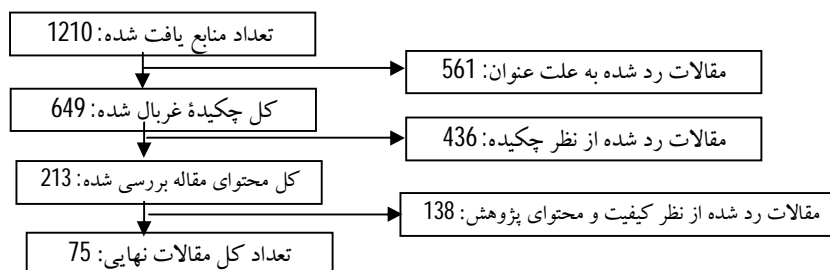 تعداد منابع یافت شده: 1210
مقالات رد شده به علت عنوان: 561
کل چکیدۀ غربال شده: 649
مقالات رد شده از نظر چکیده: 436
کل محتوای مقاله بررسی شده: 213
مقالات رد شده از نظر کیفیت و محتوای پژوهش: 138
تعداد کل مقالات نهایی: 75